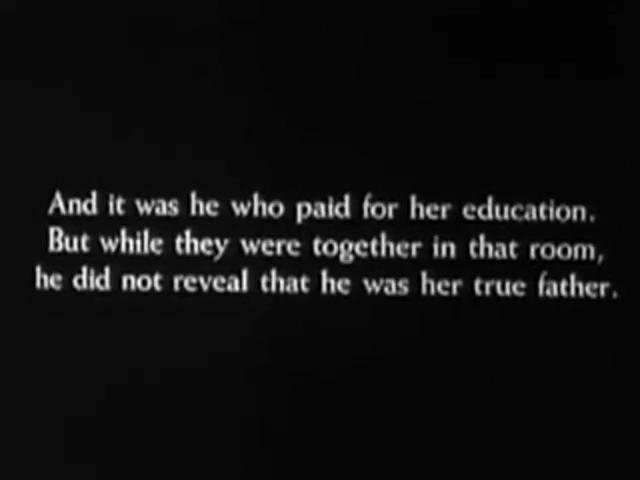 And it was he who paid for her education.
But while they were together in that room,
he did not reveal that he was her true father.